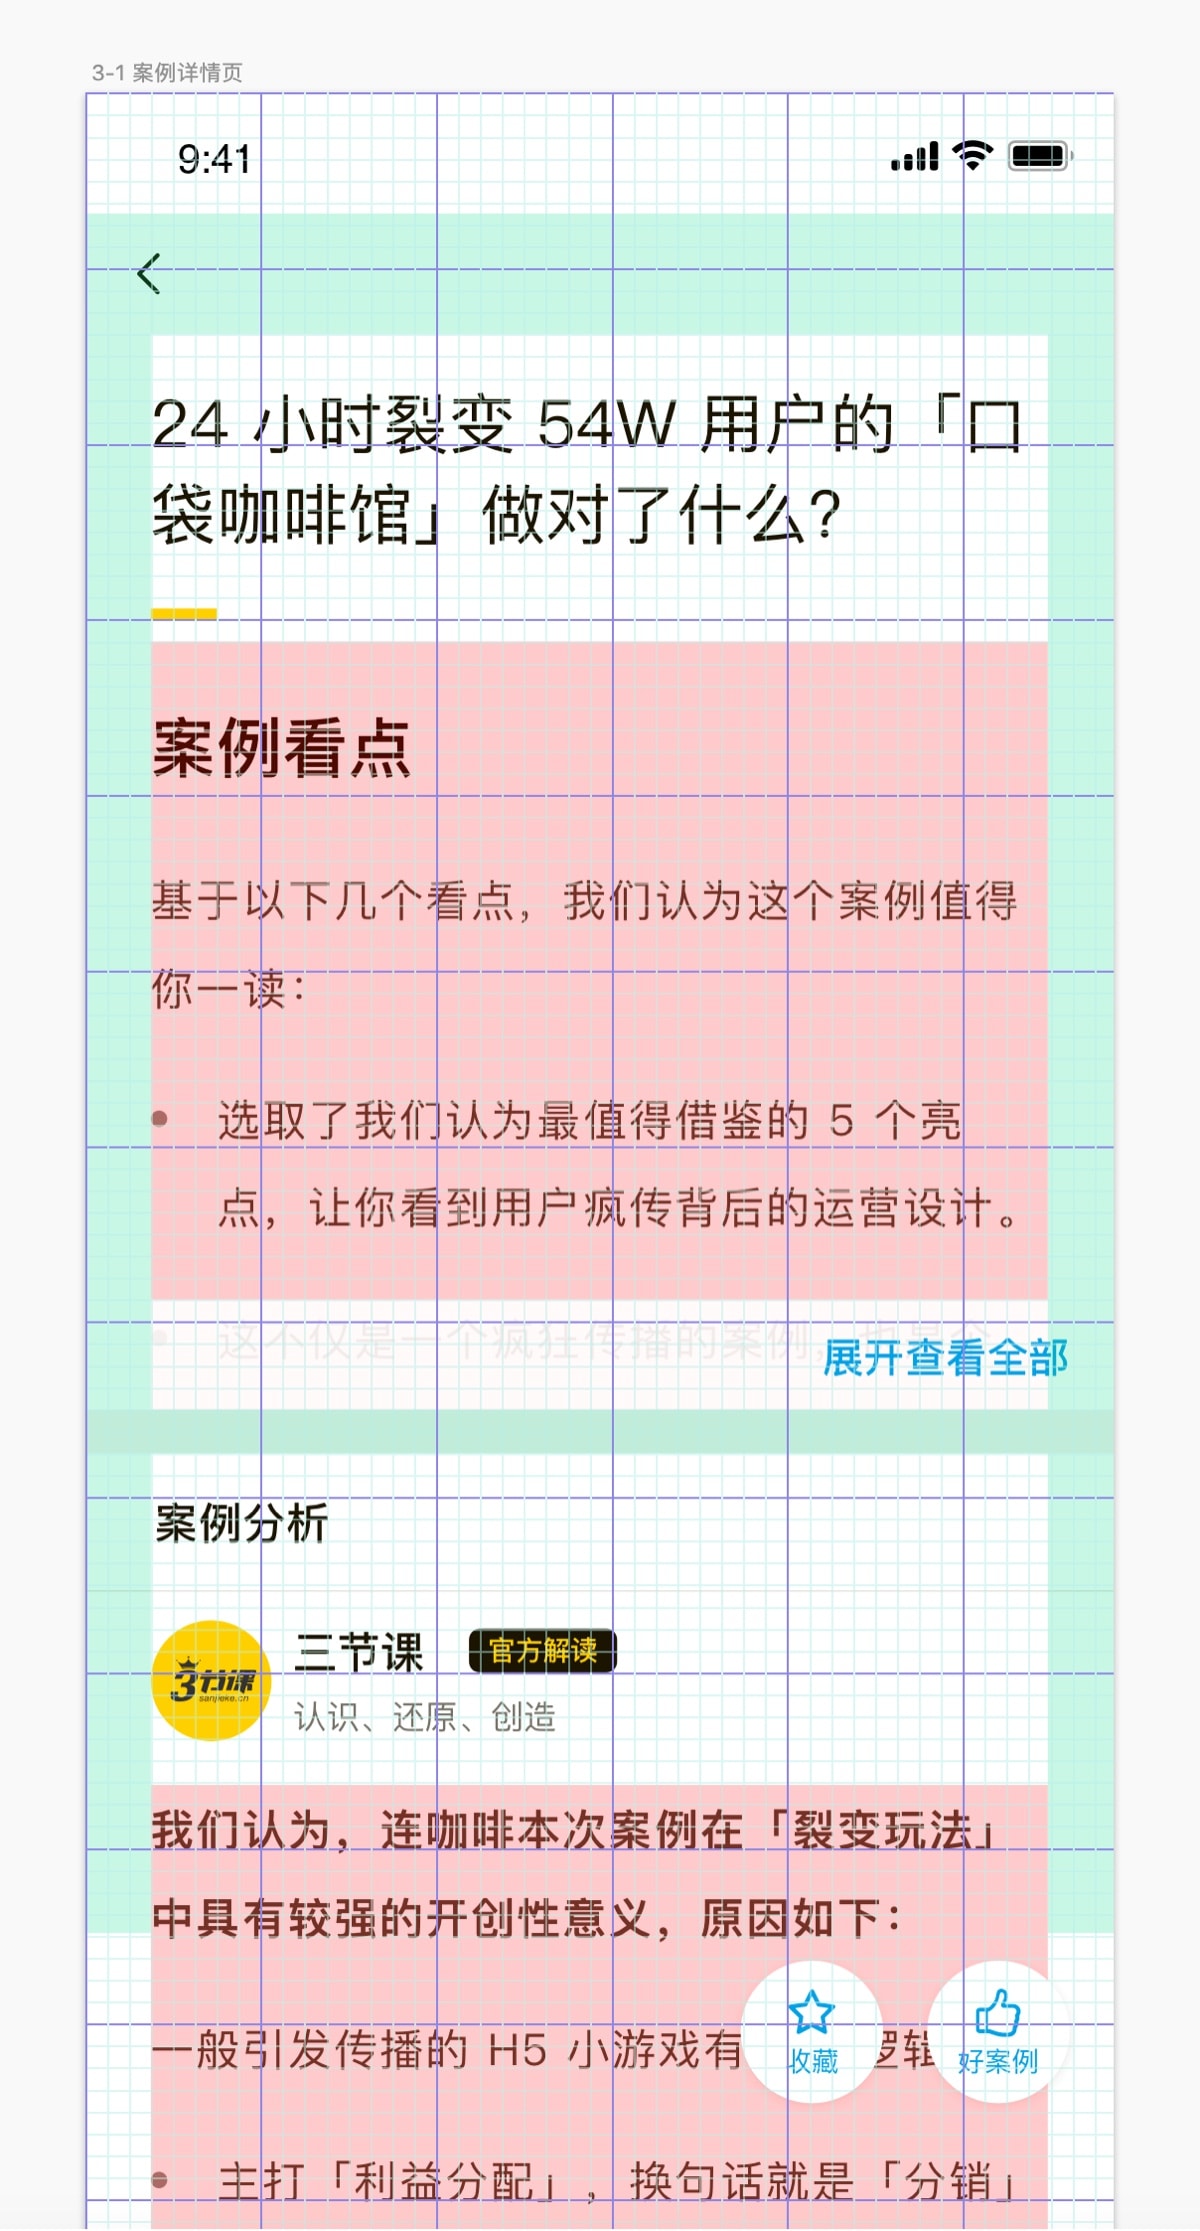 3-1 案例详情页
9:41
24 小时裂变 54W 用户的「口
袋咖啡馆」做对了什么?
案例看点
基于以下几个看点，我们认为这个案例值得
你一读：
选取了我们认为最值得借鉴的 5 个亮
点，让你看到用户疯传背后的运营设计。
这不仅是一个疯狂传播的案例，也是个
展开查看全部
案例分析
3节课
sanjieke.cn
三节课
官方解读
认识、还原、创造
我们认为，连咖啡本次案例在「裂变玩法」
中具有较强的开创性意义，原因如下：
一般引发传播的 H5 小游戏有
逻辑
收藏
好案例
主打「利益分配」，换句话就是「分销」